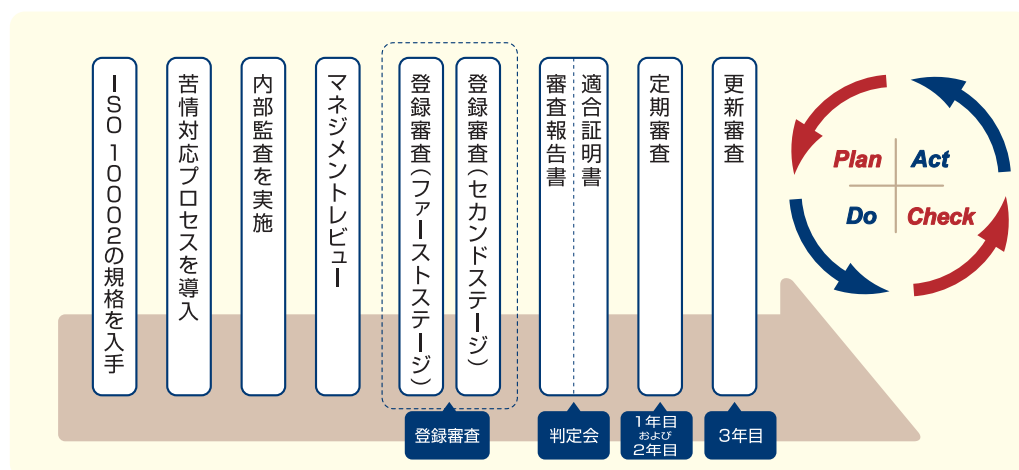 ISO 10002の規格を入手
苦情対応プロセスを導入
内部監査を実施
マネジメントレビュー
登録審査(ファーストステージ)
登録審査(セカンドステージ)
審査報告書
適合証明書
定期審査
更新審査
Plan
Act
Do
Check
登録審査
判定会
1年目
および
2年目
3年目